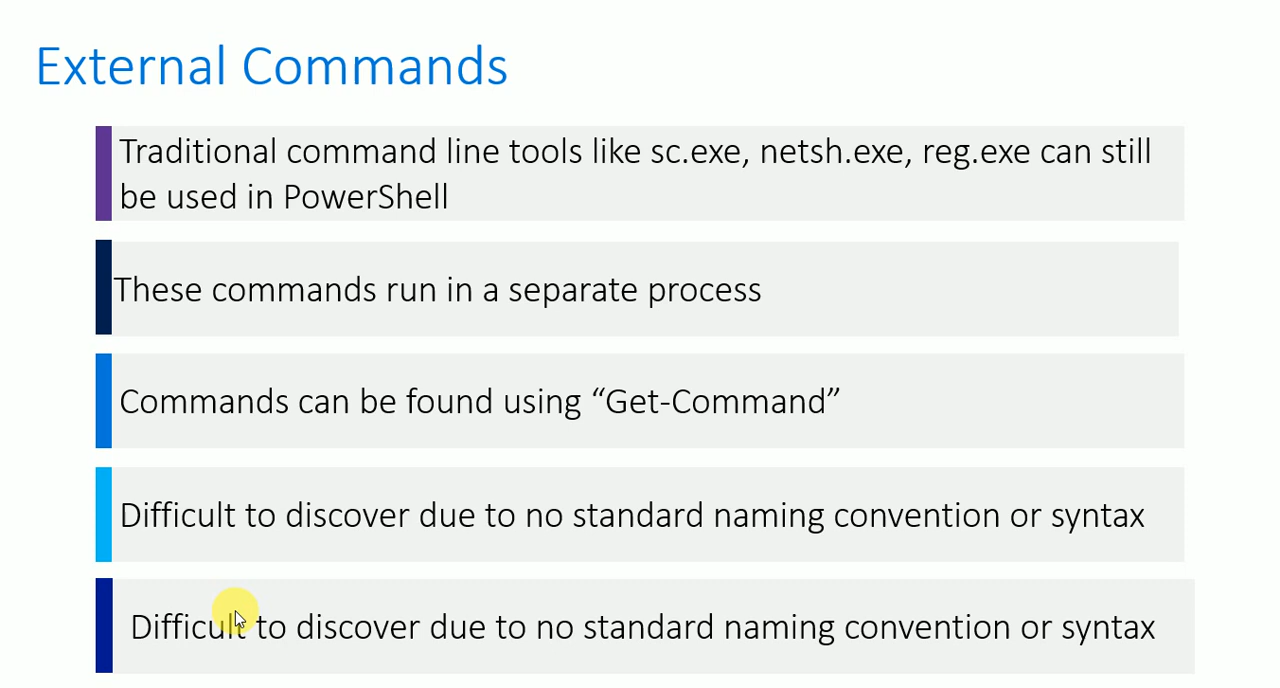 External Commands
Traditional command line tools like sc.exe, netsh.exe, reg.exe can still
be used in PowerShell
These commands run in a separate process
Commands can be found using “Get-Command”
Difficult to discover due to no standard naming convention or syntax
Difficult to discover due to no standard naming convention or syntax